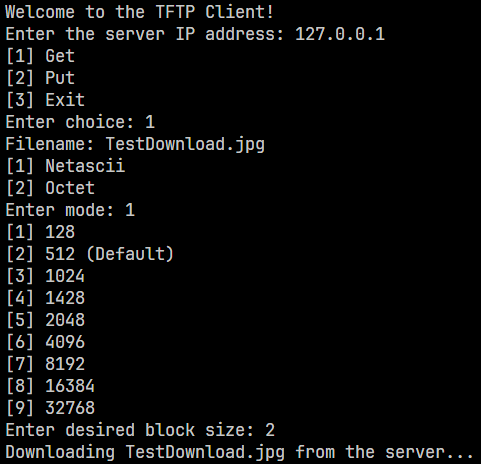 Welcome to the TFTP Client!
Enter the server IP address: 127.0.0.1
[1] Get
[2] Put
[3] Exit
Enter choice: 1
Filename: TestDownload.jpg
[1] Netascii
[2] Octet
Enter mode: 1
[1] 128
[2] 512 (Default)
[3] 1024
[4] 1428
[5] 2048
[6] 4096
[7] 8192
[8] 16384
[9] 32768
Enter desired block size: 2
Downloading TestDownload.jpg from the server...